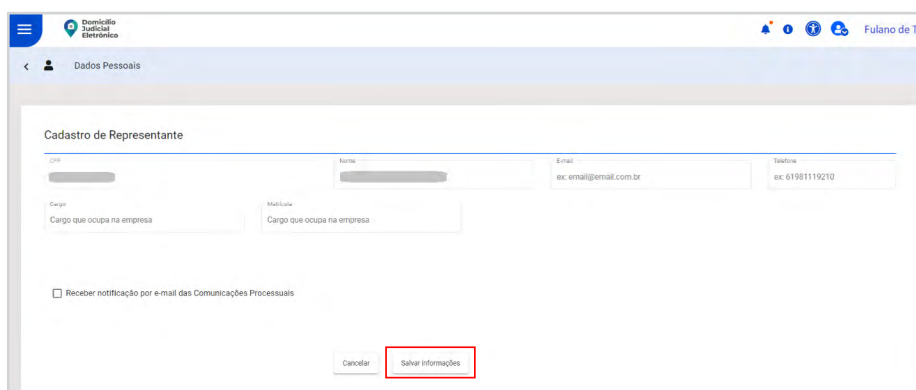 Domicílio
Judicial
Eletrônico
Fulano de T
Dados Pessoais
Cadastro de Representante
CPF
Nome
E-mail
Telefone
ex: email@email.com.br
ex: 61981119210
Cargo
Matrícula
Cargo que ocupa na empresa
Cargo que ocupa na empresa
Receber notificação por e-mail das Comunicações Processuais
Cancelar
Salvar informações